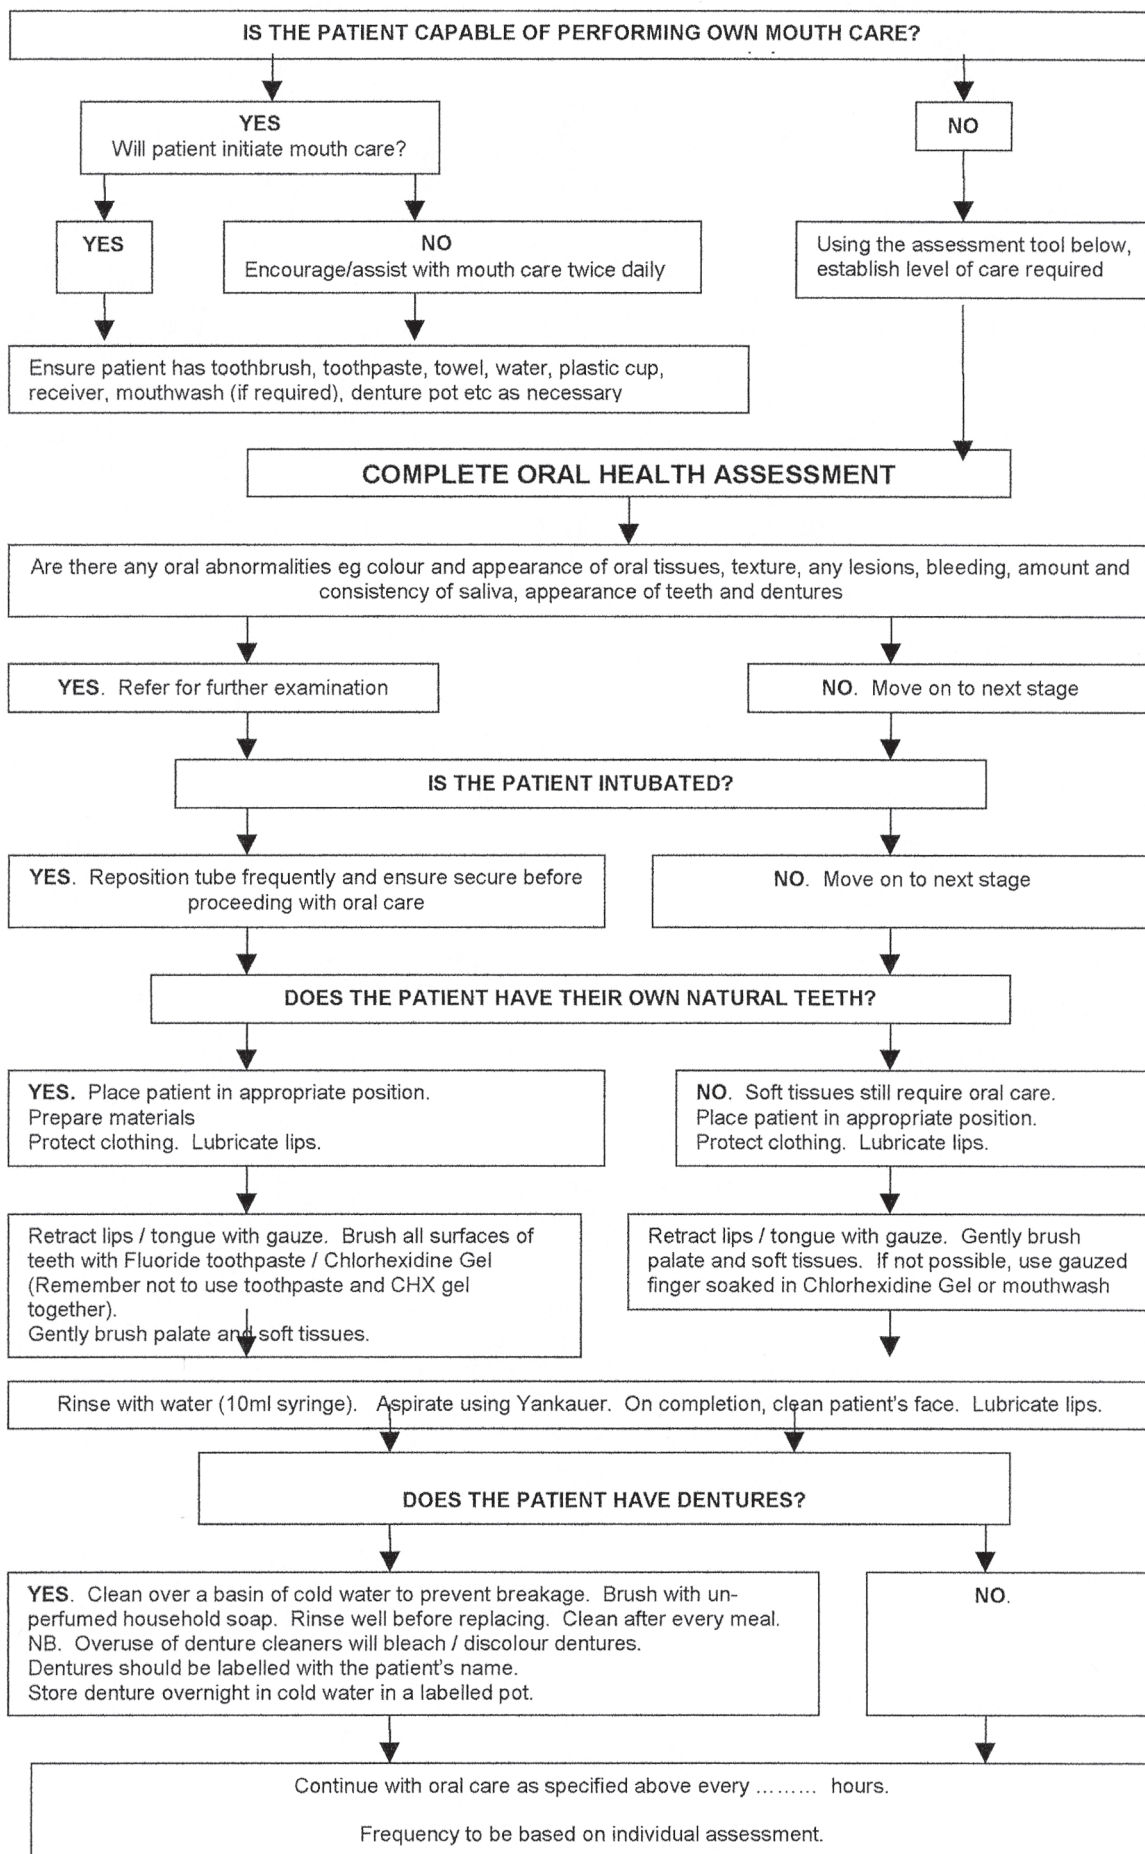 IS THE PATIENT CAPABLE OF PERFORMING OWN MOUTH CARE?
YES
Will patient initiate mouth care?
NO
YES
NO
Encourage/assist with mouth care twice daily
Using the assessment tool below,
establish level of care required
Ensure patient has toothbrush, toothpaste, towel, water, plastic cup,
receiver, mouthwash (if required), denture pot etc as necessary
COMPLETE ORAL HEALTH ASSESSMENT
Are there any oral abnormalities eg colour and appearance of oral tissues, texture, any lesions, bleeding, amount and
consistency of saliva, appearance of teeth and dentures
YES. Refer for further examination
NO. Move on to next stage
IS THE PATIENT INTUBATED?
YES. Reposition tube frequently and ensure secure before
proceeding with oral care
NO. Move on to next stage
DOES THE PATIENT HAVE THEIR OWN NATURAL TEETH?
YES. Place patient in appropriate position.
Prepare materials
Protect clothing. Lubricate lips.
NO. Soft tissues still require oral care.
Place patient in appropriate position.
Protect clothing. Lubricate lips.
Retract lips / tongue with gauze. Brush all surfaces of
teeth with Fluoride toothpaste / Chlorhexidine Gel
(Remember not to use toothpaste and CHX gel
together).
Gently brush palate and soft tissues.
Retract lips / tongue with gauze. Gently brush
palate and soft tissues. If not possible, use gauzed
finger soaked in Chlorhexidine Gel or mouthwash
Rinse with water (10ml syringe). Aspirate using Yankauer. On completion, clean patient's face. Lubricate lips.
DOES THE PATIENT HAVE DENTURES?
YES. Clean over a basin of cold water to prevent breakage. Brush with un-
perfumed household soap. Rinse well before replacing. Clean after every meal.
NB. Overuse of denture cleaners will bleach / discolour dentures.
Dentures should be labelled with the patient's name.
Store denture overnight in cold water in a labelled pot.
NO.
Continue with oral care as specified above every ……… hours.
Frequency to be based on individual assessment.